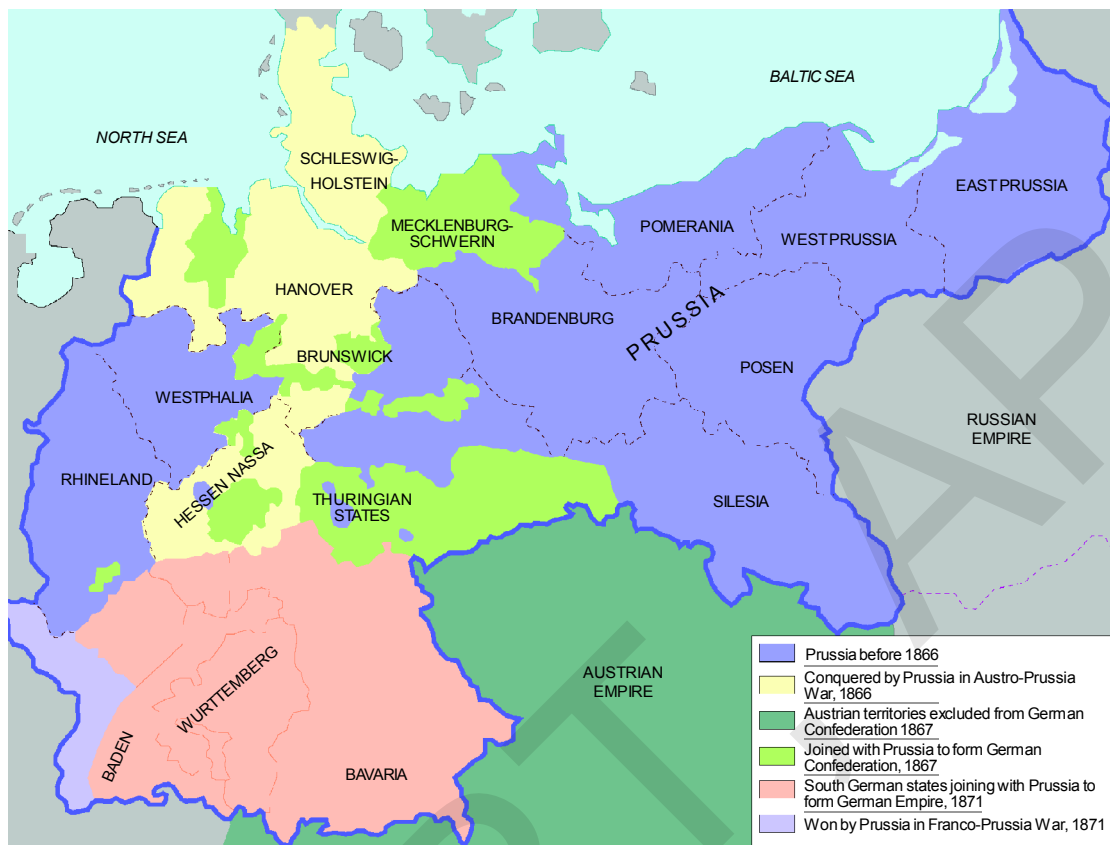 BALTIC SEA
NORTH SEA
SCHLESWIG-
HOLSTEIN
EAST PRUSSIA
MECKLENBURG-
SCHWERIN
POMERANIA
WEST PRUSSIA
HANOVER
BRANDENBURG
PRUSSIA
BRUNSWICK
POSEN
WESTPHALIA
RUSSIAN
EMPIRE
RHINELAND
HESSEN NASSA
THURINGIAN
STATES
SILESIA
AUSTRIAN
EMPIRE
WURTTEMBERG
BADEN
BAVARIA
Prussia before 1866
Conquered by Prussia in Austro-Prussia
War, 1866
Austrian territories excluded from German
Confederation 1867
Joined with Prussia to form German
Confederation, 1867
South German states joining with Prussia to
form German Empire, 1871
Won by Prussia in Franco-Prussia War, 1871